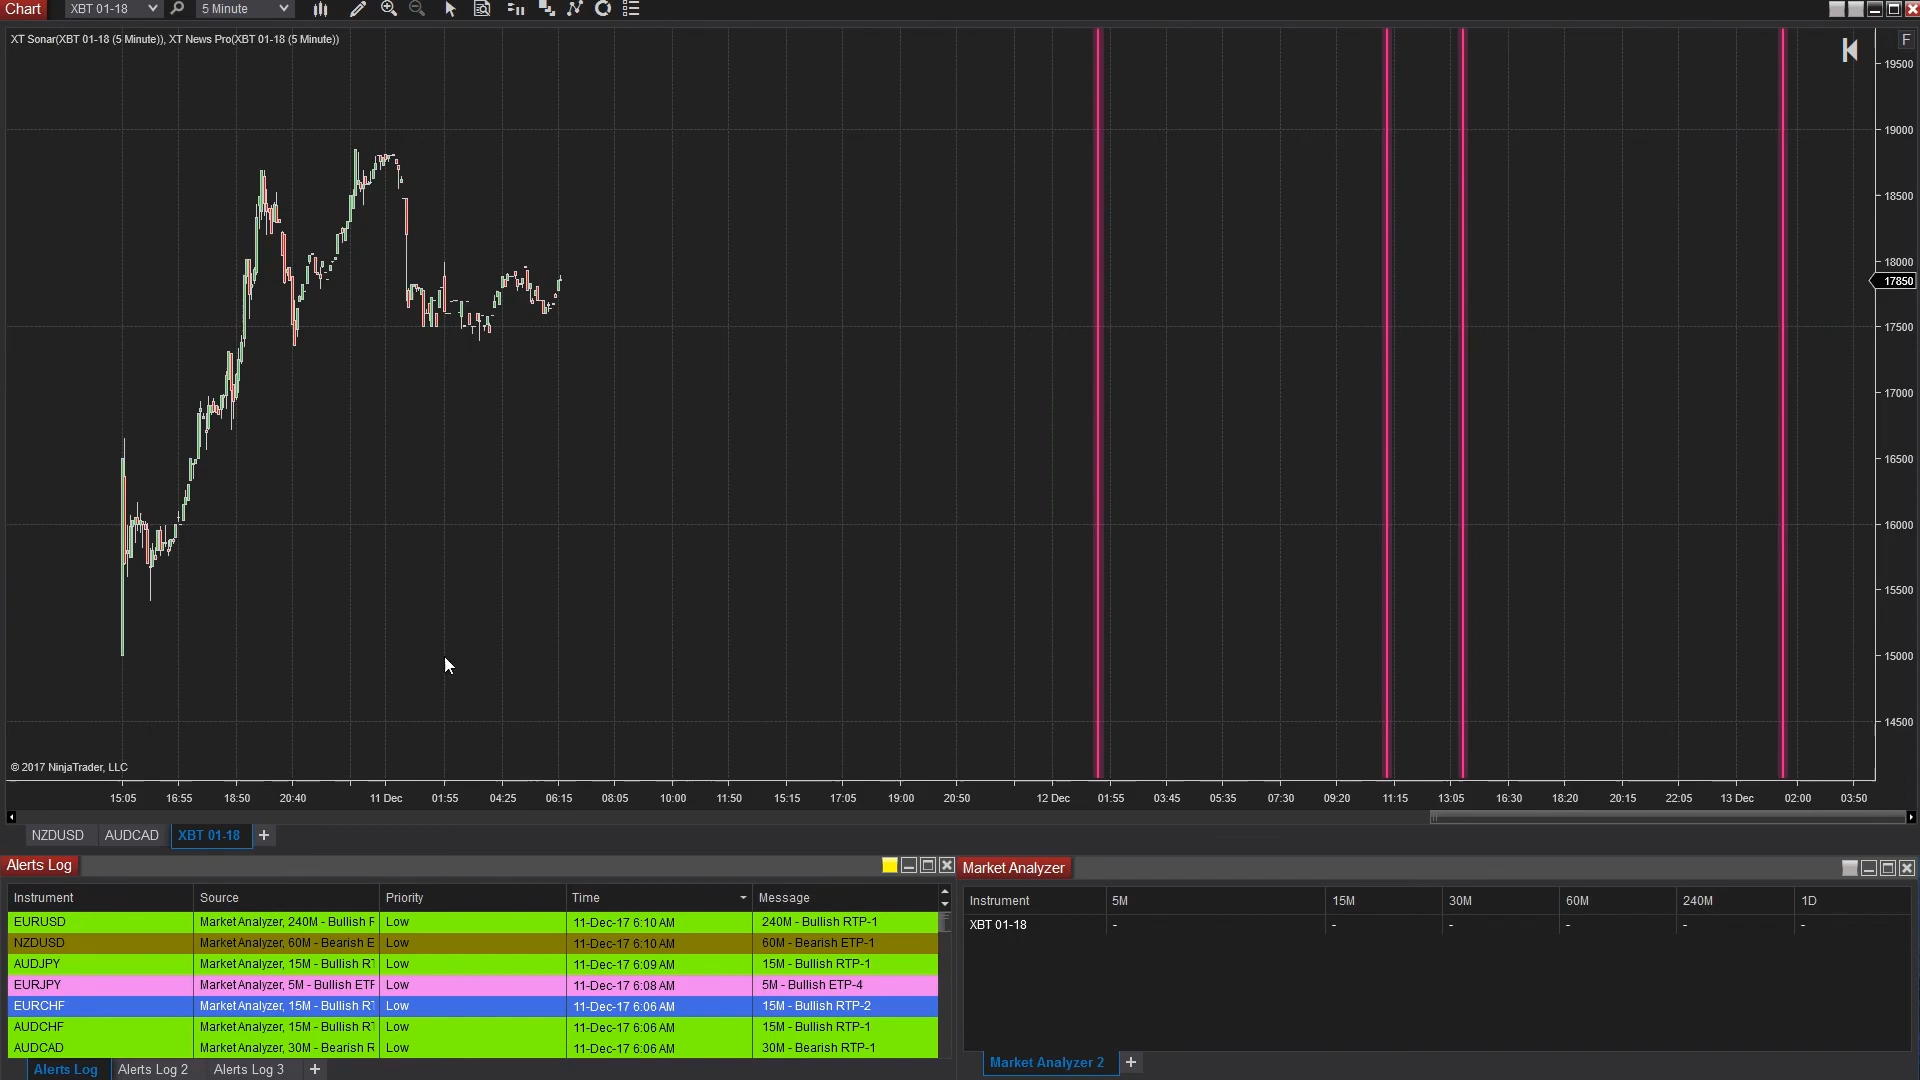 Chart XBT 01-18 5 Minute
XT Sonar(XBT 01-18 (5 Minute)), XT News Pro(XBT 01-18 (5 Minute))
F
19500
19000
18500
18000
17850
17500
17000
16500
16000
15500
15000
14500
© 2017 NinjaTrader, LLC
15:05 16:55 18:50 20:40 11 Dec 01:55 04:25 06:15 08:05 10:00 11:50 15:15 17:05 19:00 20:50 12 Dec 01:55 03:45 05:35 07:30 09:20 11:15 13:05 16:30 18:20 20:15 22:05 13 Dec 02:00 03:50
NZDUSD AUDCAD XBT 01-18 +
Alerts Log
Instrument Source Priority Time Message
EURUSD Market Analyzer, 240M - Bullish F Low 11-Dec-17 6:10 AM 240M - Bullish RTP-1
NZDUSD Market Analyzer, 60M - Bearish E Low 11-Dec-17 6:10 AM 60M - Bearish ETP-1
AUDJPY Market Analyzer, 15M - Bullish RT Low 11-Dec-17 6:09 AM 15M - Bullish RTP-1
EURJPY Market Analyzer, 5M - Bullish ETF Low 11-Dec-17 6:08 AM 5M - Bullish ETP-4
EURCHF Market Analyzer, 15M - Bullish RT Low 11-Dec-17 6:06 AM 15M - Bullish RTP-2
AUDCHF Market Analyzer, 15M - Bullish RT Low 11-Dec-17 6:06 AM 15M - Bullish RTP-1
AUDCAD Market Analyzer, 30M - Bearish R Low 11-Dec-17 6:06 AM 30M - Bearish RTP-1
Alerts Log Alerts Log 2 Alerts Log 3 +
Market Analyzer
Instrument 5M 15M 30M 60M 240M 1D
XBT 01-18 - - - - - -
Market Analyzer 2 +